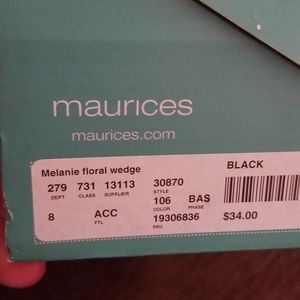 maurices
maurices.com
Melanie floral wedge
BLACK
279 731 13113 30870
DEPT CLASS SUPPLIER STYLE
106 BAS
COLOR PHASE
8 ACC 19306836 $34.00
FTL SKU